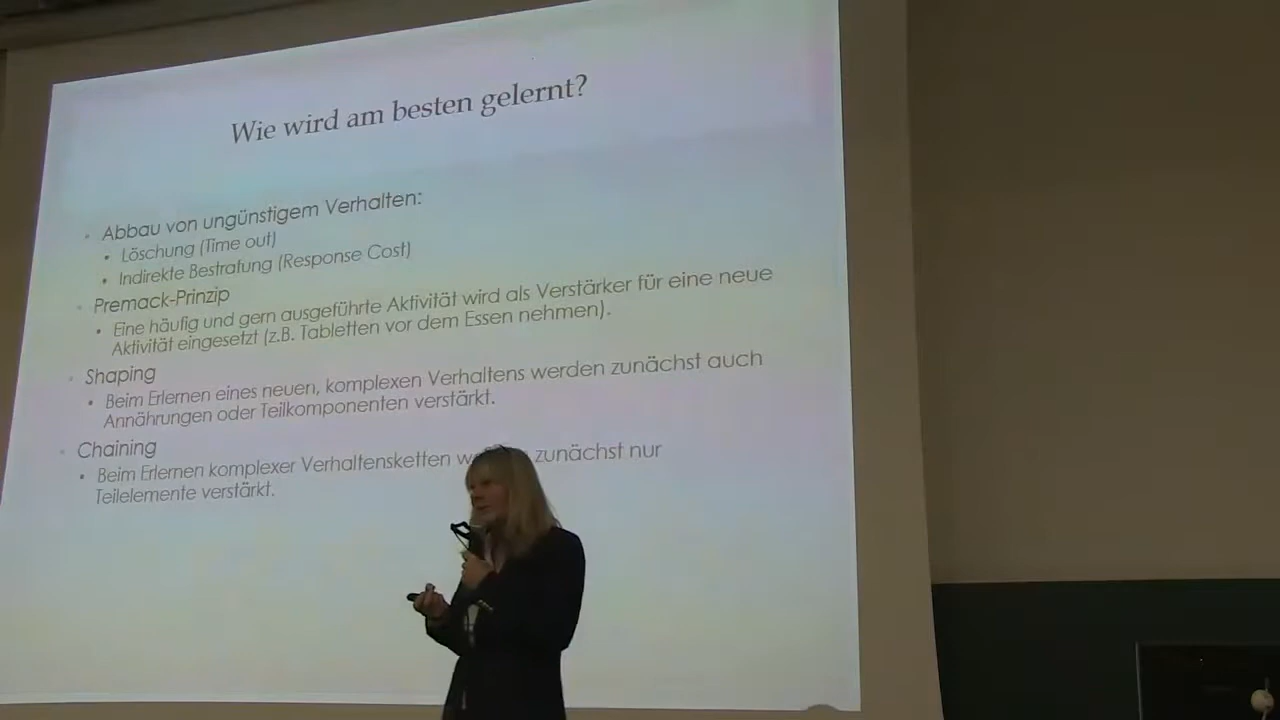 Wie wird am besten gelernt?
• Abbau von ungünstigem Verhalten:
• Löschung (Time out)
• Indirekte Bestrafung (Response Cost)
• Premack-Prinzip
• Eine häufig und gern ausgeführte Aktivität wird als Verstärker für eine neue
Aktivität eingesetzt (z.B. Tabletten vor dem Essen nehmen).
• Shaping
• Beim Erlernen eines neuen, komplexen Verhaltens werden zunächst auch
Annährungen oder Teilkomponenten verstärkt.
• Chaining
• Beim Erlernen komplexer Verhaltensketten zunächst nur
Teilelemente verstärkt.